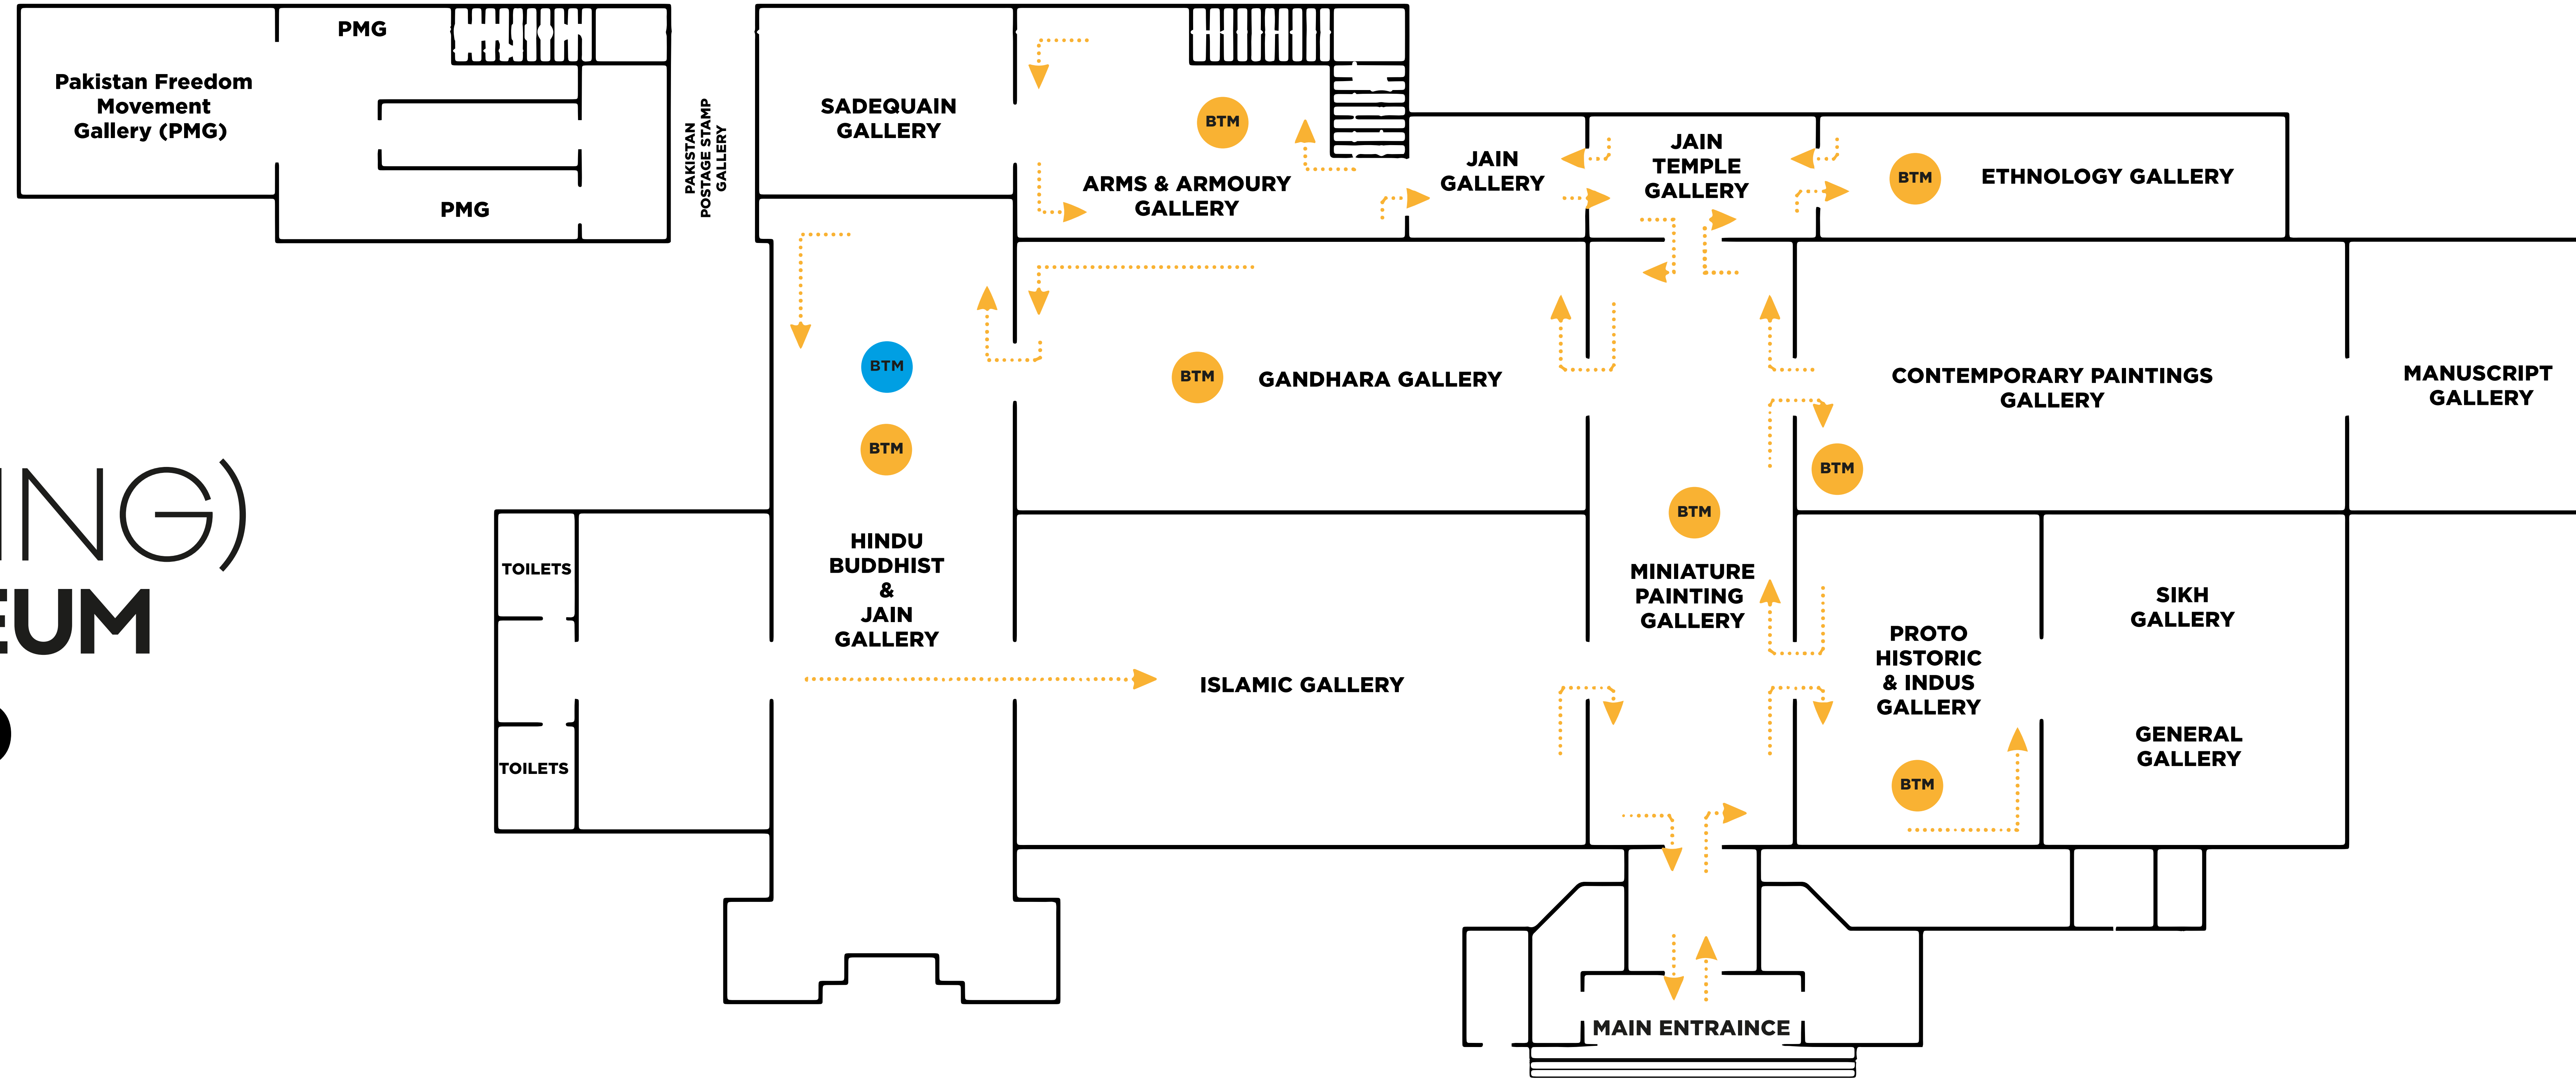 PMG
Pakistan Freedom
Movement
Gallery (PMG)
PMG
PAKISTAN
POSTAGE STAMP
GALLERY
SADEQUAIN
GALLERY
BTM
ARMS & ARMOURY
GALLERY
JAIN
GALLERY
JAIN
TEMPLE
GALLERY
BTM
ETHNOLOGY GALLERY
BTM
BTM
BTM
GANDHARA GALLERY
CONTEMPORARY PAINTINGS
GALLERY
BTM
MANUSCRIPT
GALLERY
ING)
EUM
TOILETS
TOILETS
HINDU
BUDDHIST
&
JAIN
GALLERY
ISLAMIC GALLERY
BTM
MINIATURE
PAINTING
GALLERY
PROTO
HISTORIC
& INDUS
GALLERY
BTM
SIKH
GALLERY
GENERAL
GALLERY
MAIN ENTRAINCE